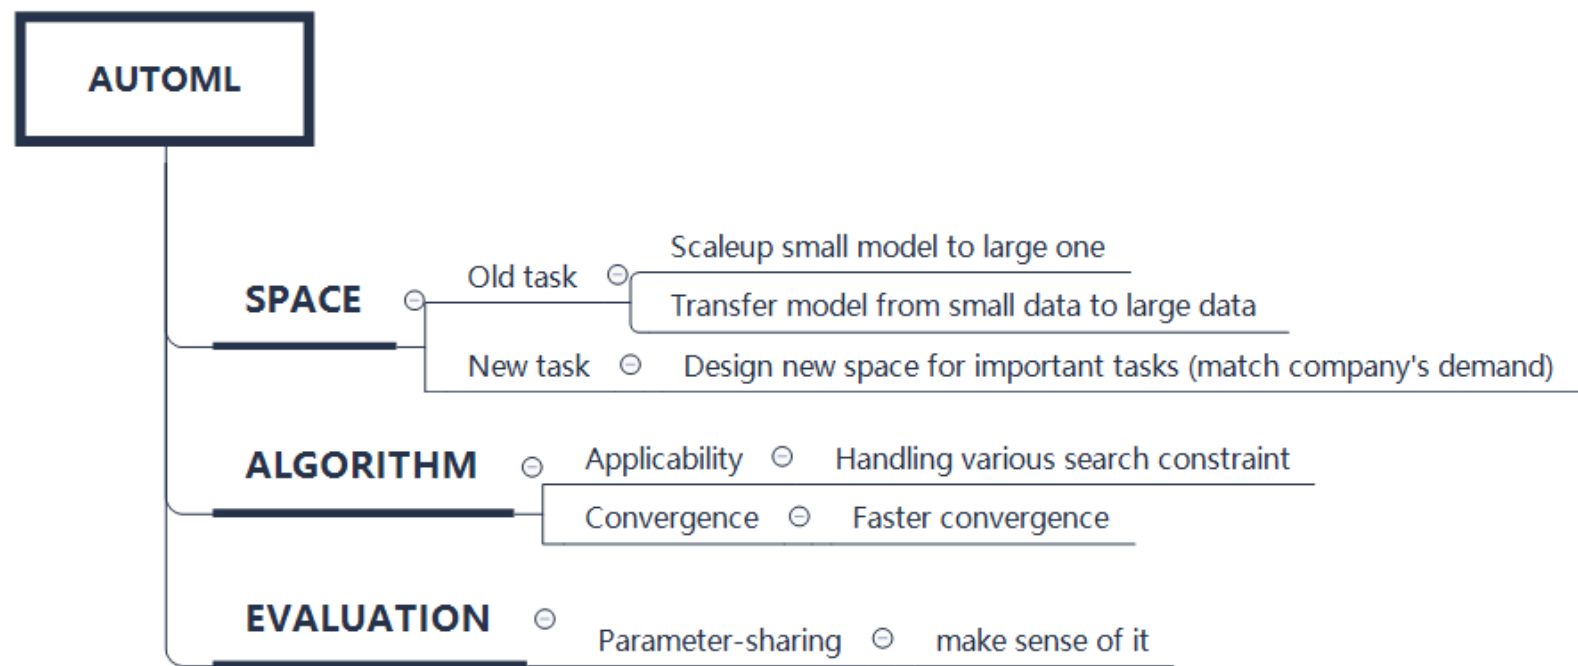 AUTOML
SPACE
Old task
Scaleup small model to large one
Transfer model from small data to large data
New task
Design new space for important tasks (match company's demand)
ALGORITHM
Applicability
Handling various search constraint
Convergence
Faster convergence
EVALUATION
Parameter-sharing
make sense of it